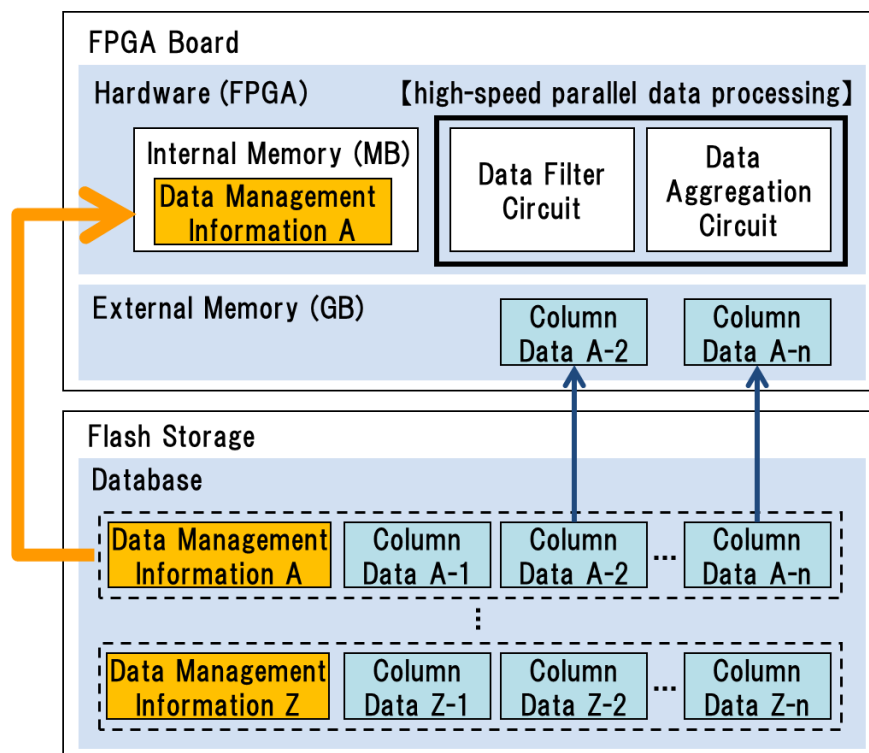 FPGA Board
Hardware (FPGA)
【high-speed parallel data processing】
Internal Memory (MB)
Data Management
Information A
Data Filter
Circuit
Data
Aggregation
Circuit
External Memory (GB)
Column
Data A-2
Column
Data A-n
Flash Storage
Database
Data Management
Information A
Column
Data A-1
Column
Data A-2
...
Column
Data A-n
⋮
Data Management
Information Z
Column
Data Z-1
Column
Data Z-2
...
Column
Data Z-n